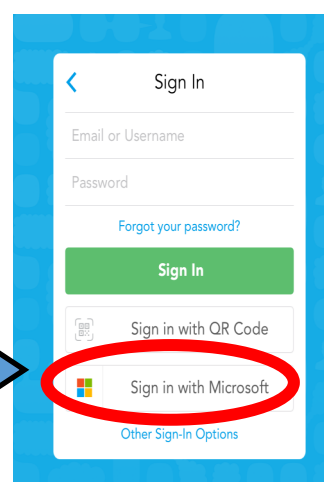 Sign In
Email or Username
Password
Forgot your password?
Sign In
Sign in with QR Code
Sign in with Microsoft
Other Sign-In Options